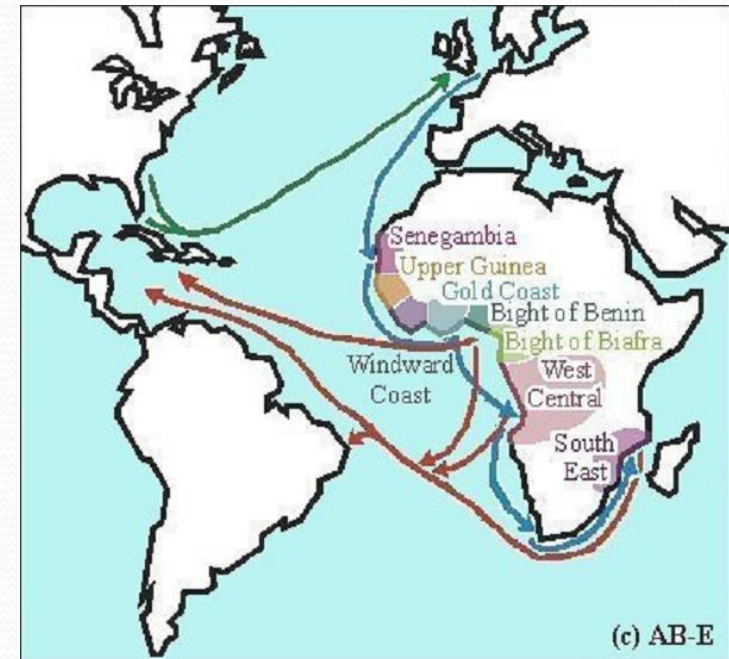 Senegambia
Upper Guinea
Gold Coast
Bight of Benin
Bight of Biafra
Windward
Coast
West
Central
South
East
(c) AB-E